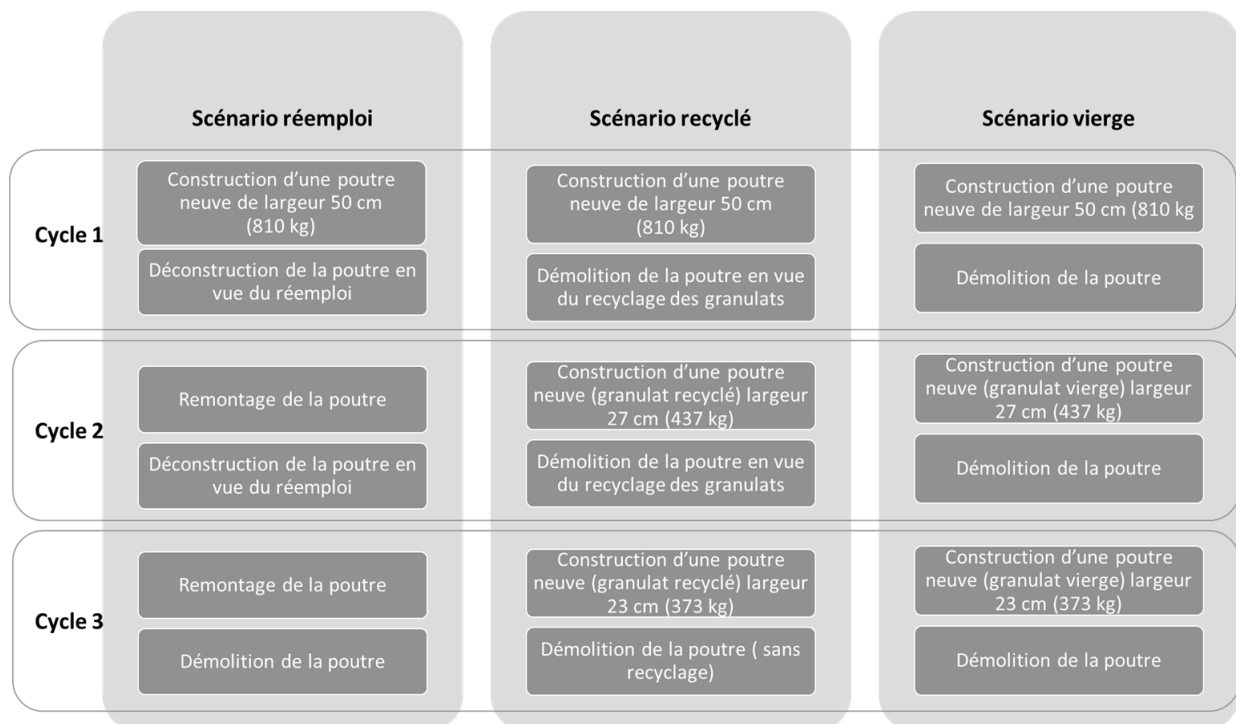 Scénario réemploi
Scénario recyclé
Scénario vierge
Cycle 1
Construction d'une poutre
neuve de largeur 50 cm
(810 kg)
Déconstruction de la poutre en
vue du réemploi
Construction d'une poutre
neuve de largeur 50 cm
(810 kg)
Démolition de la poutre en vue
du recyclage des granulats
Construction d'une poutre
neuve de largeur 50 cm (810 kg
Démolition de la poutre
Cycle 2
Remontage de la poutre
Déconstruction de la poutre en
vue du réemploi
Construction d'une poutre
neuve (granulat recyclé) largeur
27 cm (437 kg)
Démolition de la poutre en vue
du recyclage des granulats
Construction d'une poutre
neuve (granulat vierge) largeur
27 cm (437 kg)
Démolition de la poutre
Cycle 3
Remontage de la poutre
Démolition de la poutre
Construction d'une poutre
neuve (granulat recyclé) largeur
23 cm (373 kg)
Démolition de la poutre ( sans
recyclage)
Construction d'une poutre
neuve (granulat vierge) largeur
23 cm (373 kg)
Démolition de la poutre